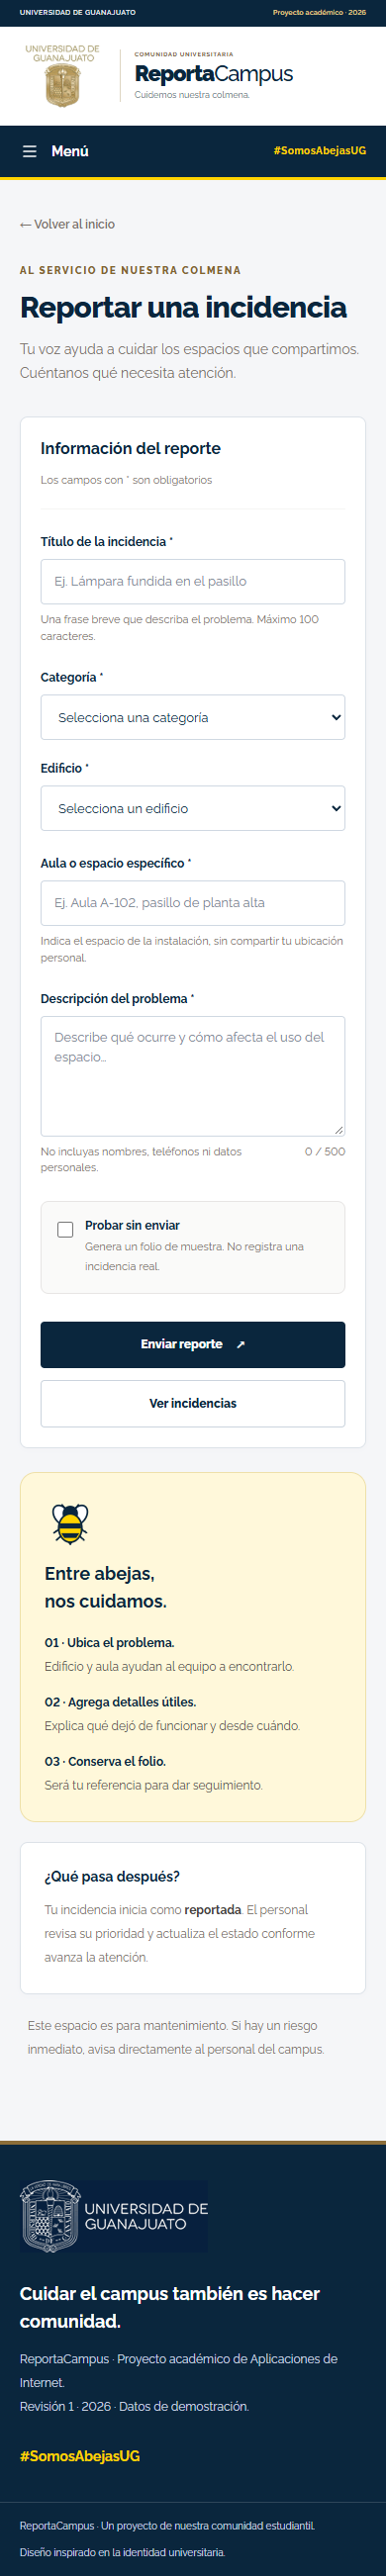 UNIVERSIDAD DE GUANAJUATO
Proyecto académico · 2026
UNIVERSIDAD DE
GUANAJUATO
COMUNIDAD UNIVERSITARIA
ReportaCampus
Cuidemos nuestra colmena.
☰ Menú
#SomosAbejasUG
← Volver al inicio
AL SERVICIO DE NUESTRA COLMENA
Reportar una incidencia
Tu voz ayuda a cuidar los espacios que compartimos.
Cuéntanos qué necesita atención.
Información del reporte
Los campos con * son obligatorios
Título de la incidencia *
Ej. Lámpara fundida en el pasillo
Una frase breve que describa el problema. Máximo 100
caracteres.
Categoría *
Selecciona una categoría
Edificio *
Selecciona un edificio
Aula o espacio específico *
Ej. Aula A-102, pasillo de planta alta
Indica el espacio de la instalación, sin compartir tu ubicación
personal.
Descripción del problema *
Describe qué ocurre y cómo afecta el uso del
espacio...
No incluyas nombres, teléfonos ni datos
personales.
0 / 500
Probar sin enviar
Genera un folio de muestra. No registra una
incidencia real.
Enviar reporte ↗
Ver incidencias
Entre abejas,
nos cuidamos.
01 · Ubica el problema.
Edificio y aula ayudan al equipo a encontrarlo.
02 · Agrega detalles útiles.
Explica qué dejó de funcionar y desde cuándo.
03 · Conserva el folio.
Será tu referencia para dar seguimiento.
¿Qué pasa después?
Tu incidencia inicia como reportada. El personal
revisa su prioridad y actualiza el estado conforme
avanza la atención.
Este espacio es para mantenimiento. Si hay un riesgo
inmediato, avisa directamente al personal del campus.
UNIVERSIDAD DE
GUANAJUATO
Cuidar el campus también es hacer
comunidad.
ReportaCampus · Proyecto académico de Aplicaciones de
Internet.
Revisión 1 · 2026 · Datos de demostración.
#SomosAbejasUG
ReportaCampus · Un proyecto de nuestra comunidad estudiantil.
Diseño inspirado en la identidad universitaria.